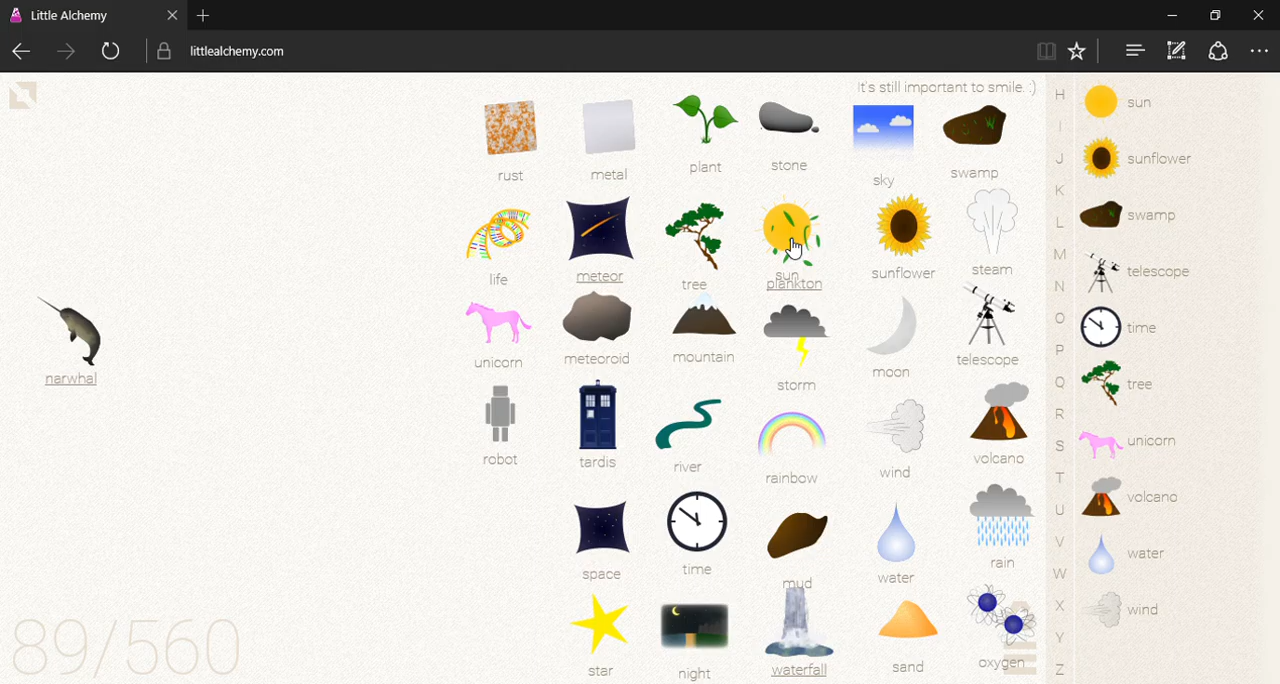 Little Alchemy
littlealchemy.com
It's still important to smile. :)
rust metal plant stone sky swamp
life meteor tree sun plankton sunflower steam
unicorn meteoroid mountain storm moon telescope
robot tardis river rainbow wind volcano
narwhal
space time mud water rain
star night waterfall sand oxygen
89/560
H
I
J
K
L
M
N
O
P
Q
R
S
T
U
V
W
X
Y
Z
sun
sunflower
swamp
telescope
time
tree
unicorn
volcano
water
wind